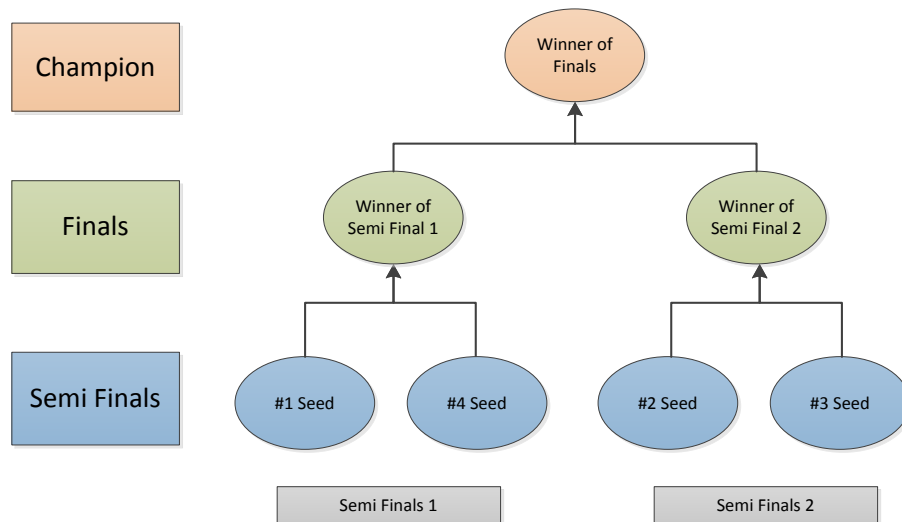 Champion
Winner of
Finals
Finals
Winner of
Semi Final 1
Winner of
Semi Final 2
Semi Finals
#1 Seed
#4 Seed
#2 Seed
#3 Seed
Semi Finals 1
Semi Finals 2